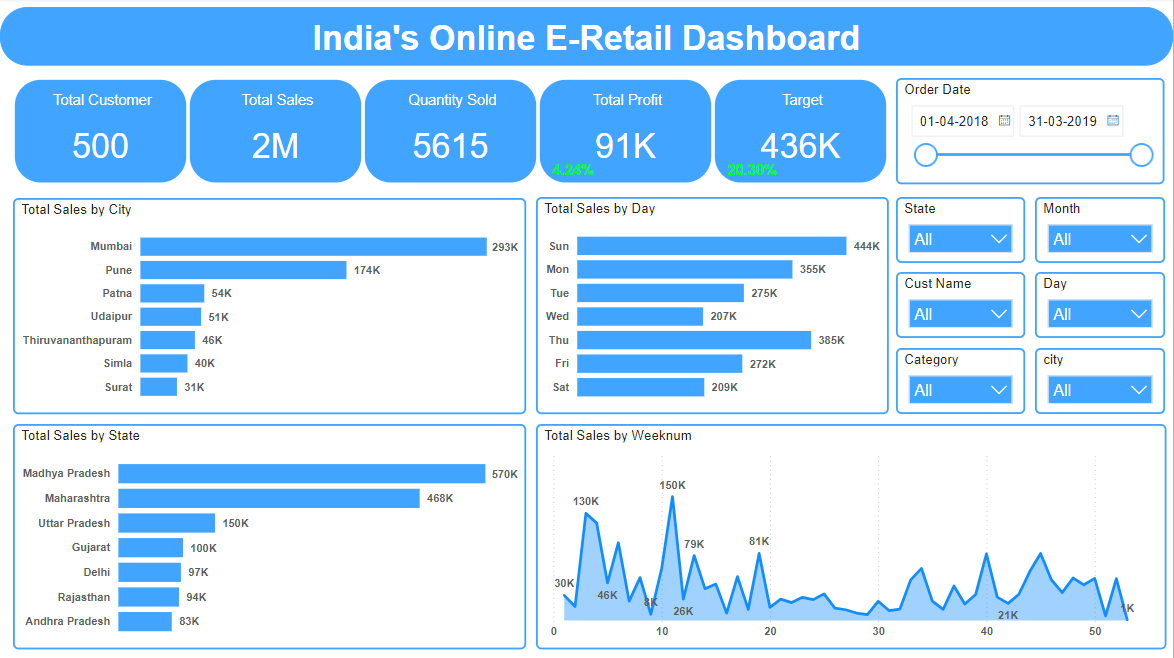 India's Online E-Retail Dashboard
Total Customer
500
Total Sales
2M
Quantity Sold
5615
Total Profit
91K
4.24%
Target
436K
20.30%
Order Date
01-04-2018
31-03-2019
Total Sales by City
Mumbai 293K
Pune 174K
Patna 54K
Udaipur 51K
Thiruvananthapuram 46K
Simla 40K
Surat 31K
Total Sales by Day
Sun 444K
Mon 355K
Tue 275K
Wed 207K
Thu 385K
Fri 272K
Sat 209K
State
All
Month
All
Cust Name
All
Day
All
Category
All
city
All
Total Sales by State
Madhya Pradesh 570K
Maharashtra 468K
Uttar Pradesh 150K
Gujarat 100K
Delhi 97K
Rajasthan 94K
Andhra Pradesh 83K
Total Sales by Weeknum
150K
130K
79K
81K
30K
46K
8K
26K
21K
1K
0 10 20 30 40 50